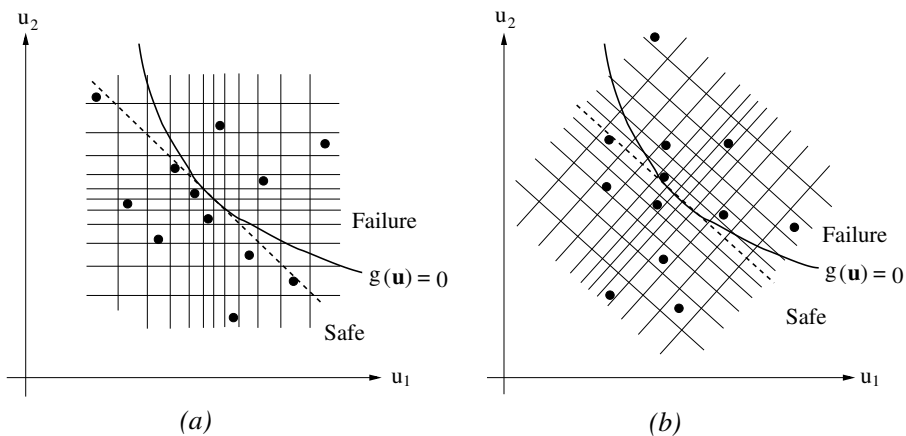 u2
Failure
g(u) = 0
Safe
u1
(a)
u2
Failure
g(u) = 0
Safe
u1
(b)